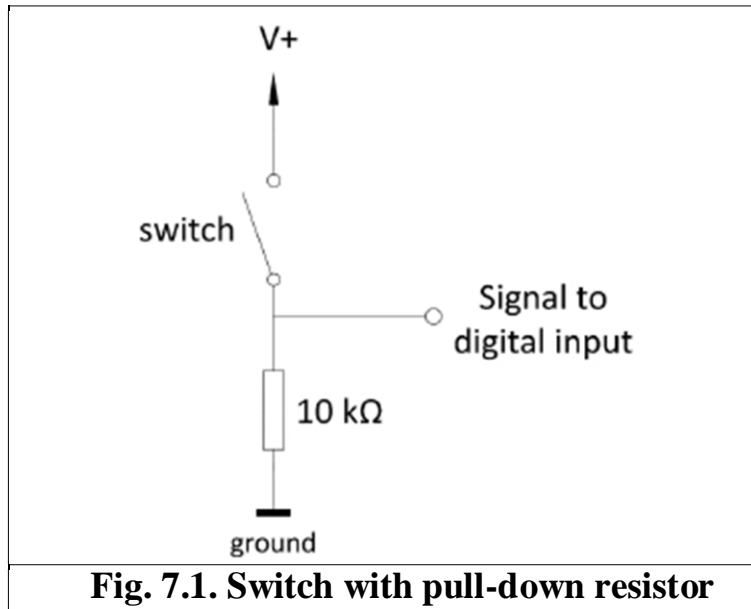 V+
switch
Signal to
digital input
10 kΩ
ground
Fig. 7.1. Switch with pull-down resistor